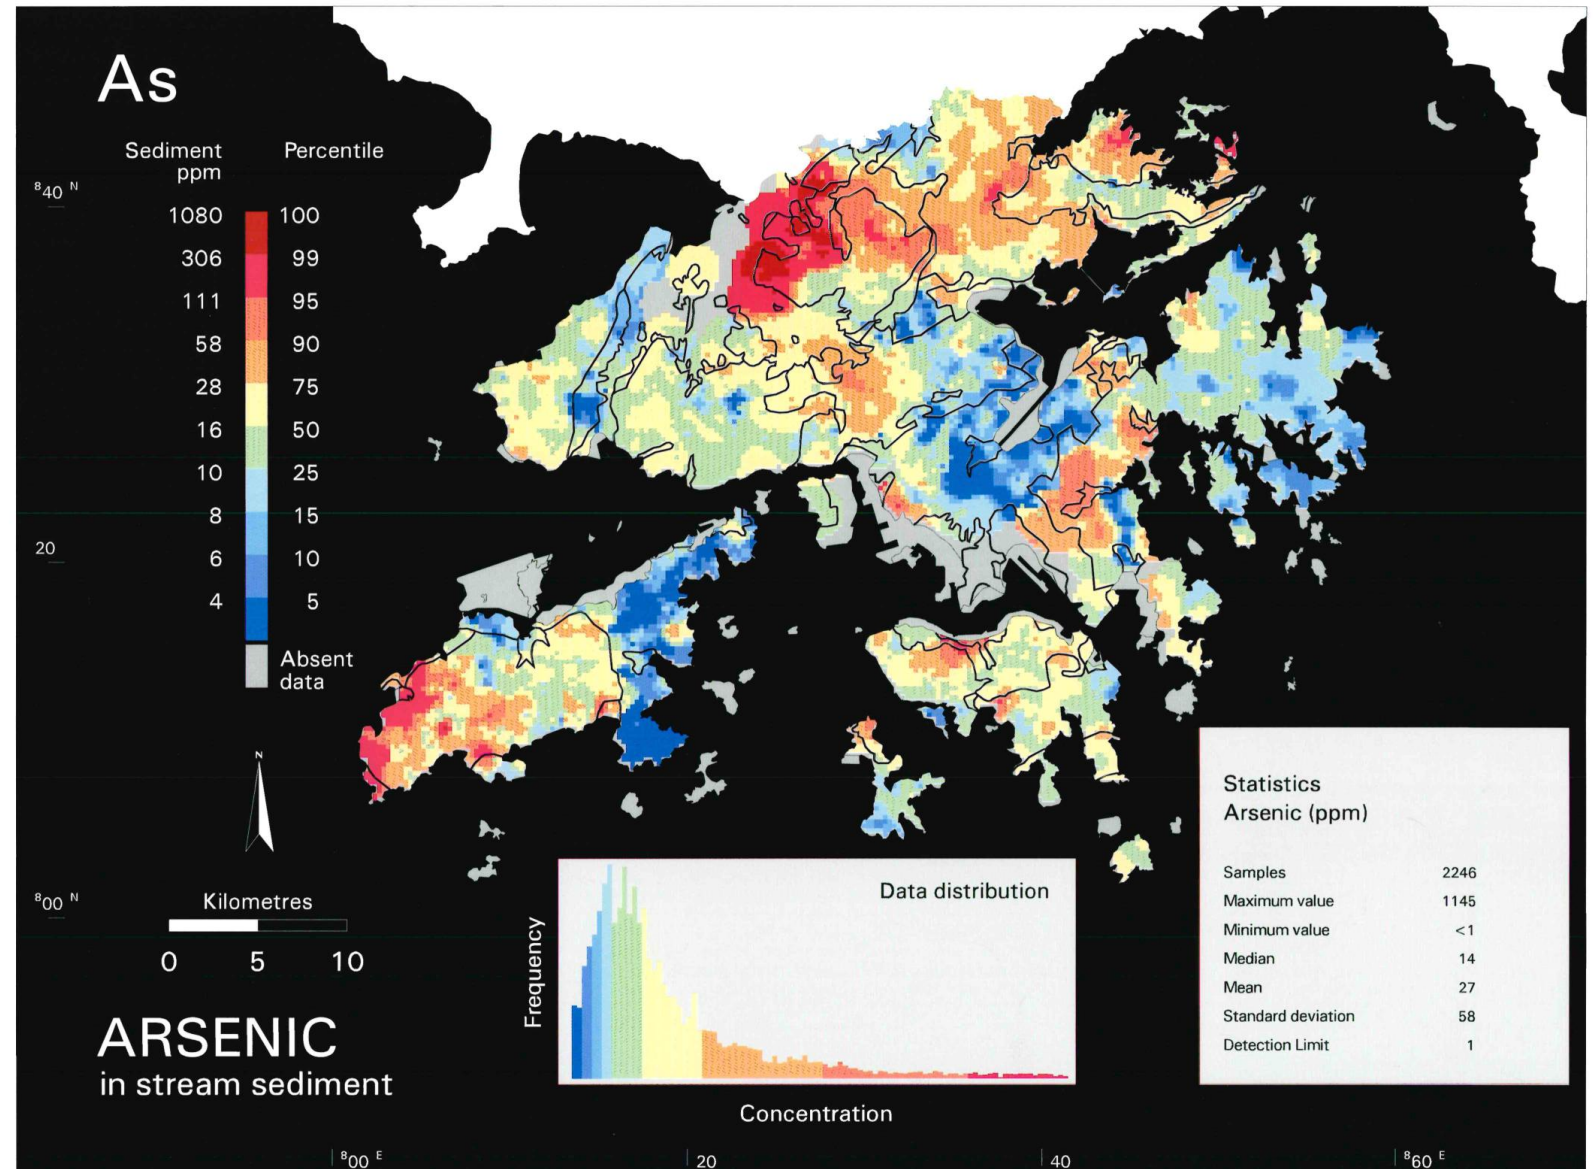 As
Sediment Percentile
ppm
1080 100
306 99
111 95
58 90
28 75
16 50
10 25
8 15
6 10
4 5
Absent
data
⁸40 N
20
⁸00 N
N
Kilometres
0 5 10
ARSENIC
in stream sediment
Data distribution
Frequency
Concentration
Statistics
Arsenic (ppm)
Samples 2246
Maximum value 1145
Minimum value <1
Median 14
Mean 27
Standard deviation 58
Detection Limit 1
⁸00 E
20
40
⁸60 E